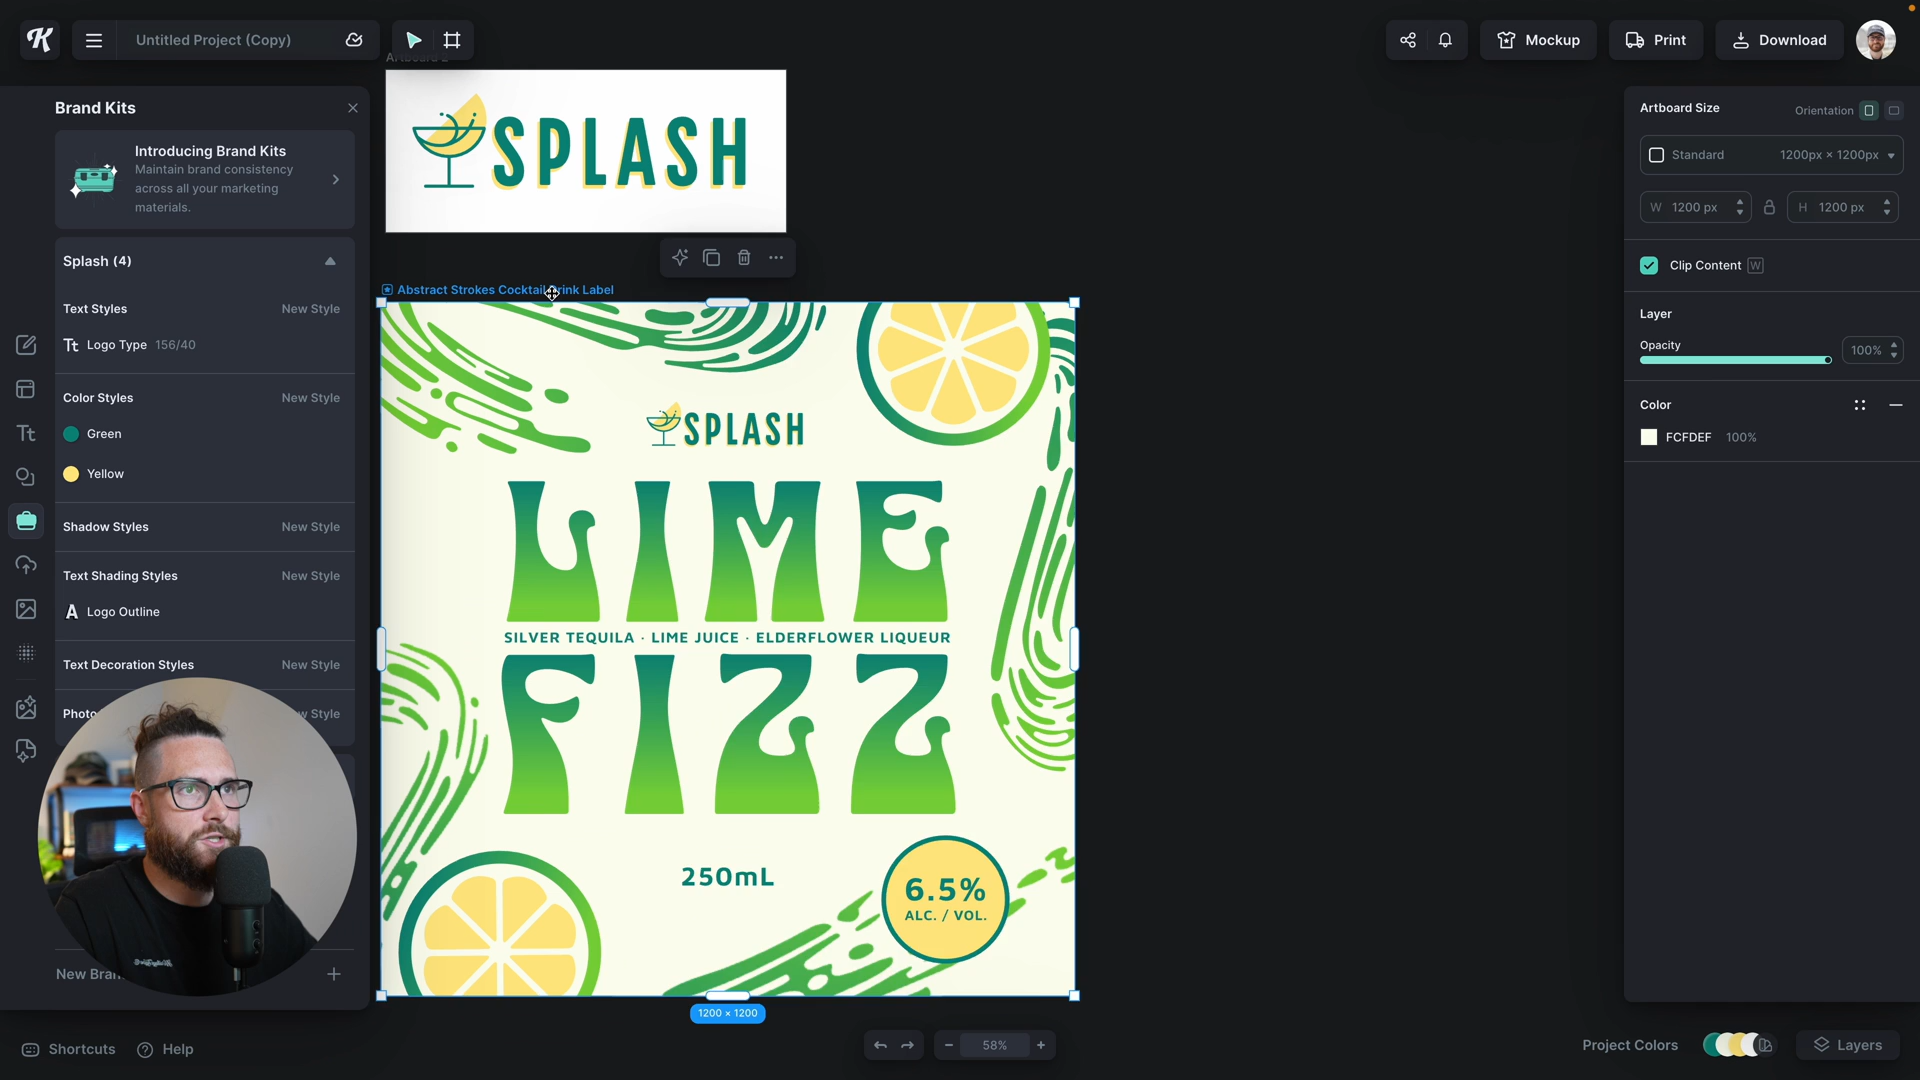 K
Untitled Project (Copy)
Mockup
Print
Download
Brand Kits
Introducing Brand Kits
Maintain brand consistency
across all your marketing
materials.
Splash (4)
Text Styles
New Style
Tt Logo Type 156/40
Color Styles
New Style
Green
Yellow
Shadow Styles
New Style
Text Shading Styles
New Style
A Logo Outline
Text Decoration Styles
New Style
Photo
w Style
New Bran
Tt
SPLASH
Abstract Strokes Cocktail Drink Label
SPLASH
LIME
SILVER TEQUILA · LIME JUICE · ELDERFLOWER LIQUEUR
FIZZ
250mL
6.5%
ALC. / VOL.
1200 × 1200
Artboard Size
Orientation
Standard
1200px × 1200px
W 1200 px
H 1200 px
Clip Content W
Layer
Opacity
100%
Color
FCFDEF 100%
Shortcuts
Help
58%
Project Colors
Layers